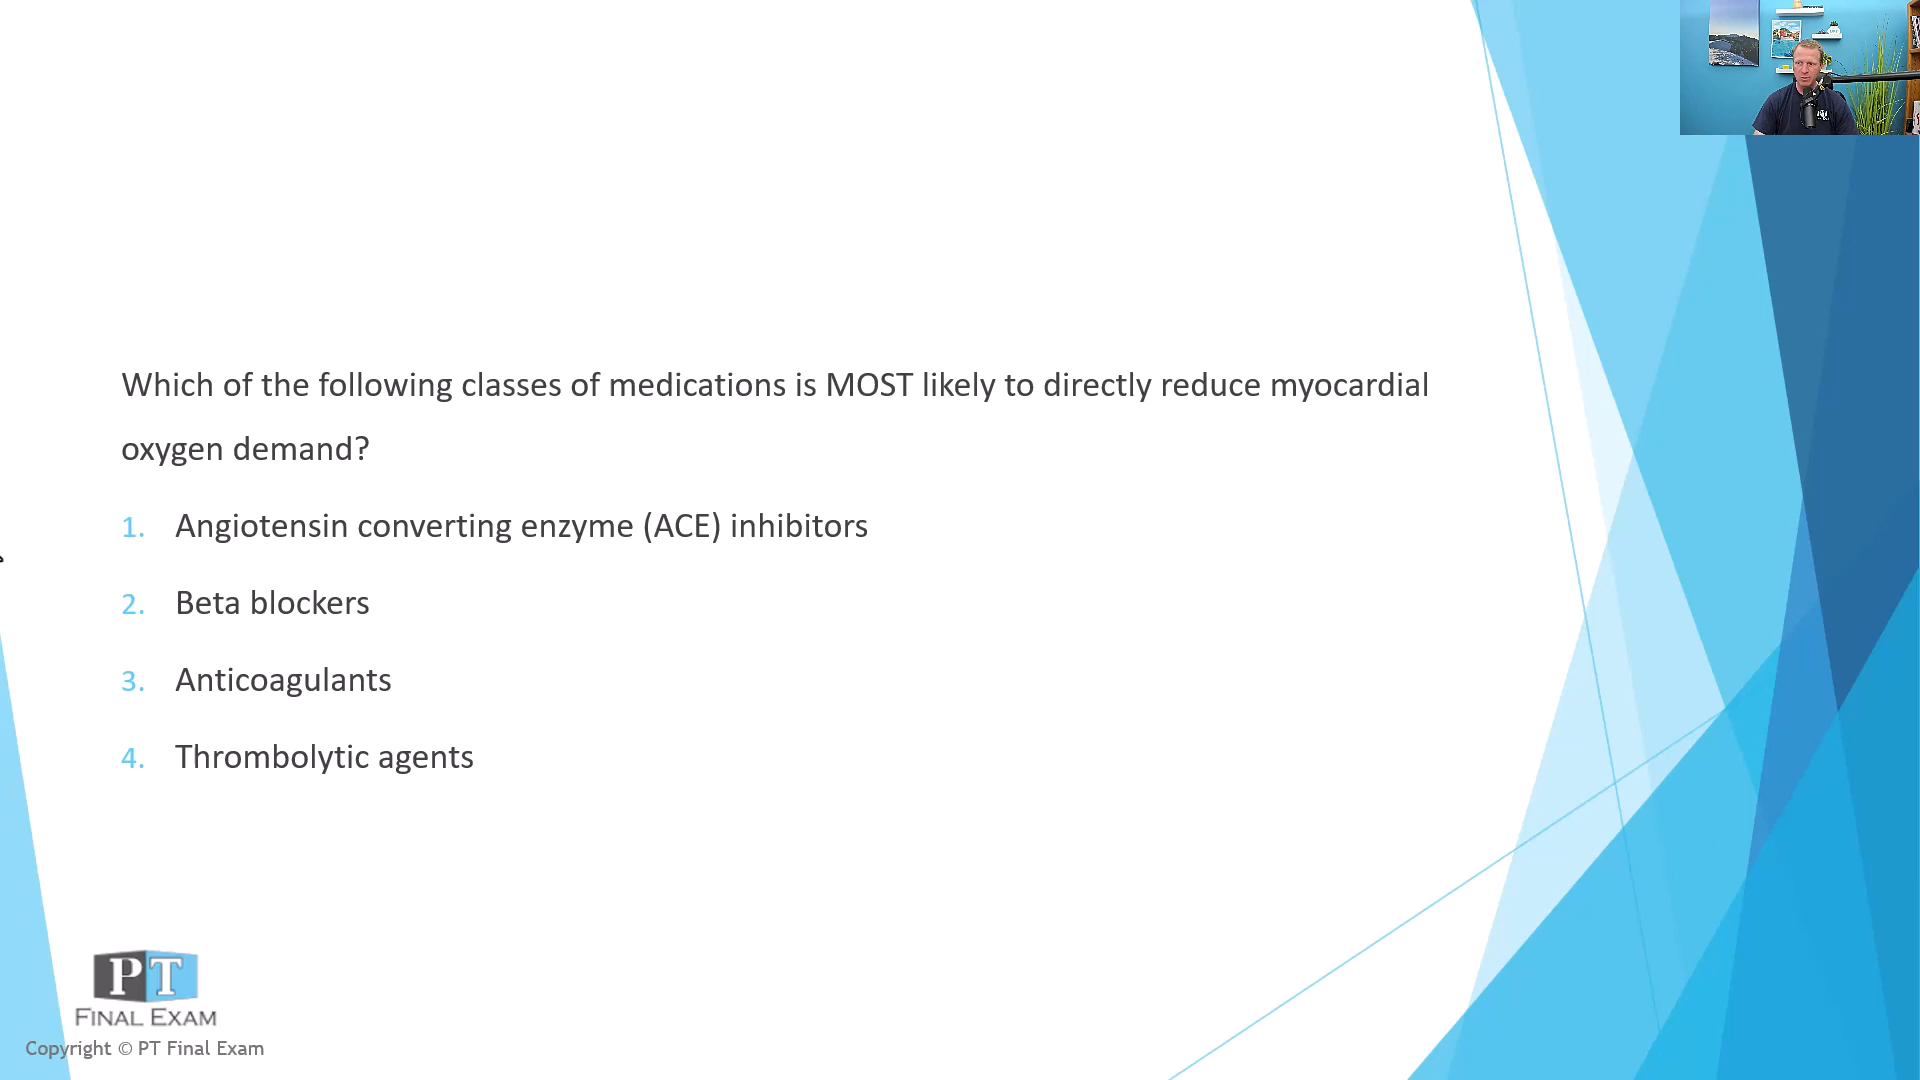 Which of the following classes of medications is MOST likely to directly reduce myocardial
oxygen demand?
1. Angiotensin converting enzyme (ACE) inhibitors
2. Beta blockers
3. Anticoagulants
4. Thrombolytic agents
PT
FINAL EXAM
Copyright © PT Final Exam